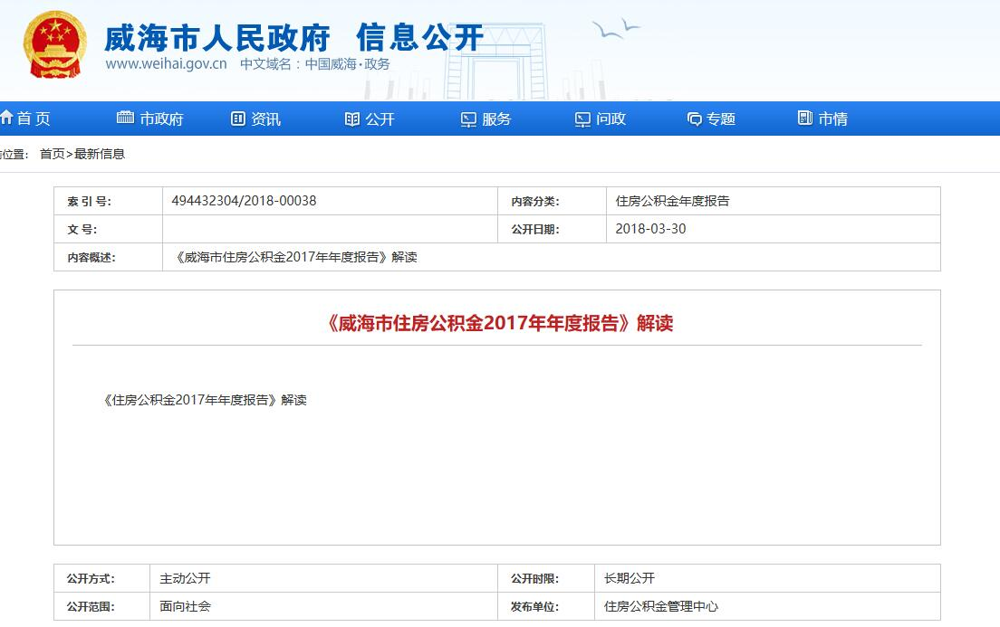 威海市人民政府 信息公开
www.weihai.gov.cn 中文域名：中国威海·政务
首页 市政府 资讯 公开 服务 问政 专题 市情
位置： 首页>最新信息
索 引 号： 494432304/2018-00038 内容分类： 住房公积金年度报告
文 号： 公开日期： 2018-03-30
内容概述： 《威海市住房公积金2017年年度报告》解读
《威海市住房公积金2017年年度报告》解读
《住房公积金2017年年度报告》解读
公开方式： 主动公开 公开时限： 长期公开
公开范围： 面向社会 发布单位： 住房公积金管理中心